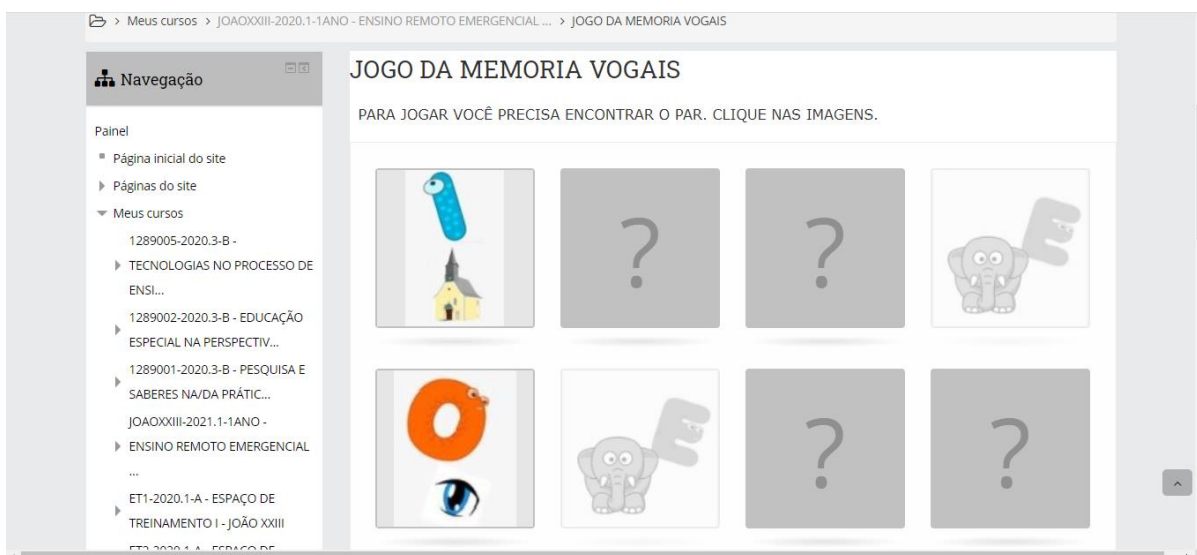 Meus cursos > JOAOXXIII-2020.1-1ANO - ENSINO REMOTO EMERGENCIAL ... > JOGO DA MEMORIA VOGAIS
Navegação
Painel
Página inicial do site
Páginas do site
Meus cursos
1289005-2020.3-B -
TECNOLOGIAS NO PROCESSO DE
ENSI...
1289002-2020.3-B - EDUCAÇÃO
ESPECIAL NA PERSPECTIV...
1289001-2020.3-B - PESQUISA E
SABERES NA/DA PRÁTIC...
JOAOXXIII-2021.1-1ANO -
ENSINO REMOTO EMERGENCIAL
...
ET1-2020.1-A - ESPAÇO DE
TREINAMENTO I - JOÃO XXIII
JOGO DA MEMORIA VOGAIS
PARA JOGAR VOCÊ PRECISA ENCONTRAR O PAR. CLIQUE NAS IMAGENS.
I ? ? E
O E ? ?